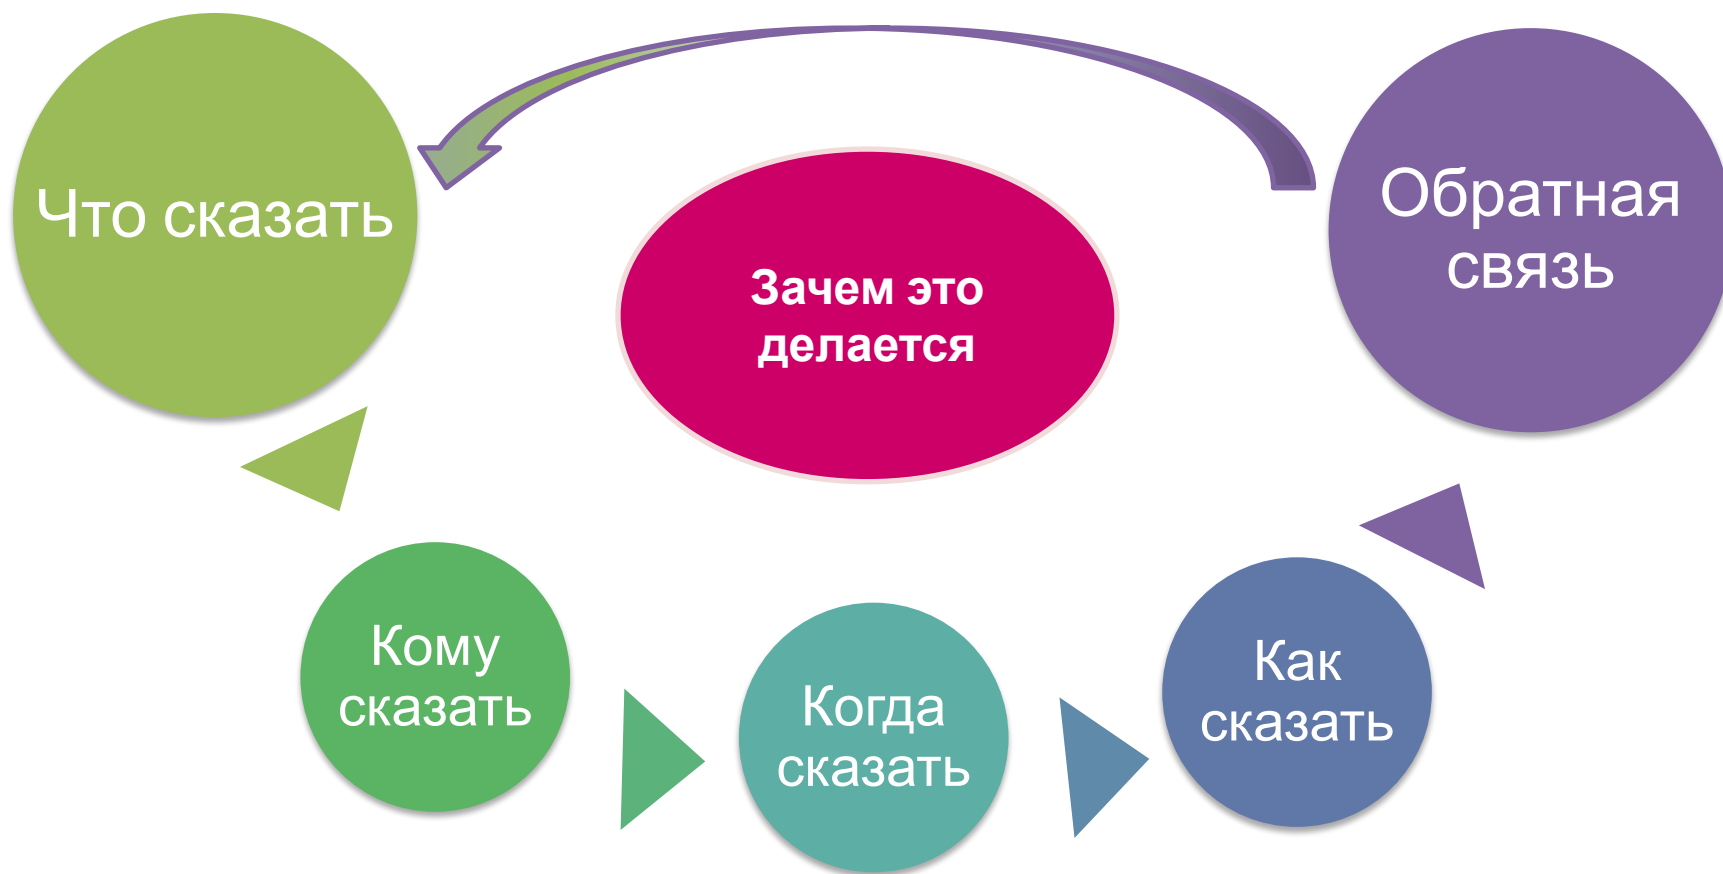 Что сказать
Обратная
связь
Зачем это
делается
Кому
сказать
Когда
сказать
Как
сказать